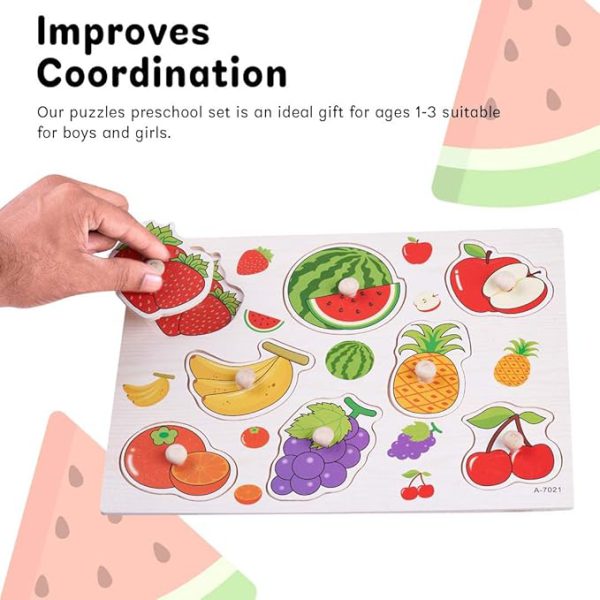 Improves
Coordination
Our puzzles preschool set is an ideal gift for ages 1-3 suitable
for boys and girls.
A-7021